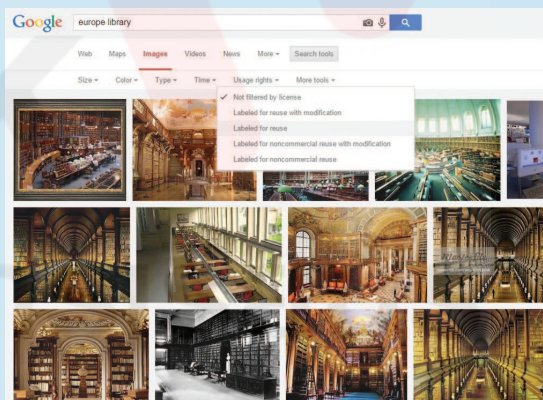 Google europe library
Web Maps Images Videos News More Search tools
Size Color Type Time Usage rights More tools
✓ Not filtered by license
Labeled for reuse with modification
Labeled for reuse
Labeled for noncommercial reuse with modification
Labeled for noncommercial reuse